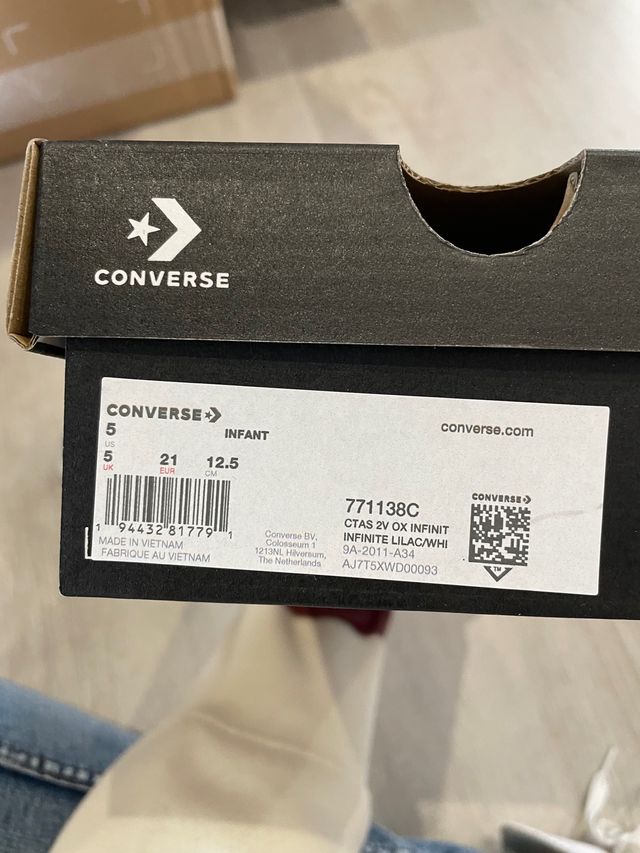 CONVERSE
CONVERSE
converse.com
5
US
INFANT
5 21 12.5
UK EUR CM
1 94432 81779 1
MADE IN VIETNAM
FABRIQUE AU VIETNAM
Converse BV,
Colosseum 1
1213NL Hilversum,
The Netherlands
771138C
CTAS 2V OX INFINIT
INFINITE LILAC/WHI
9A-2011-A34
AJ7T5XWD00093
CONVERSE
TM